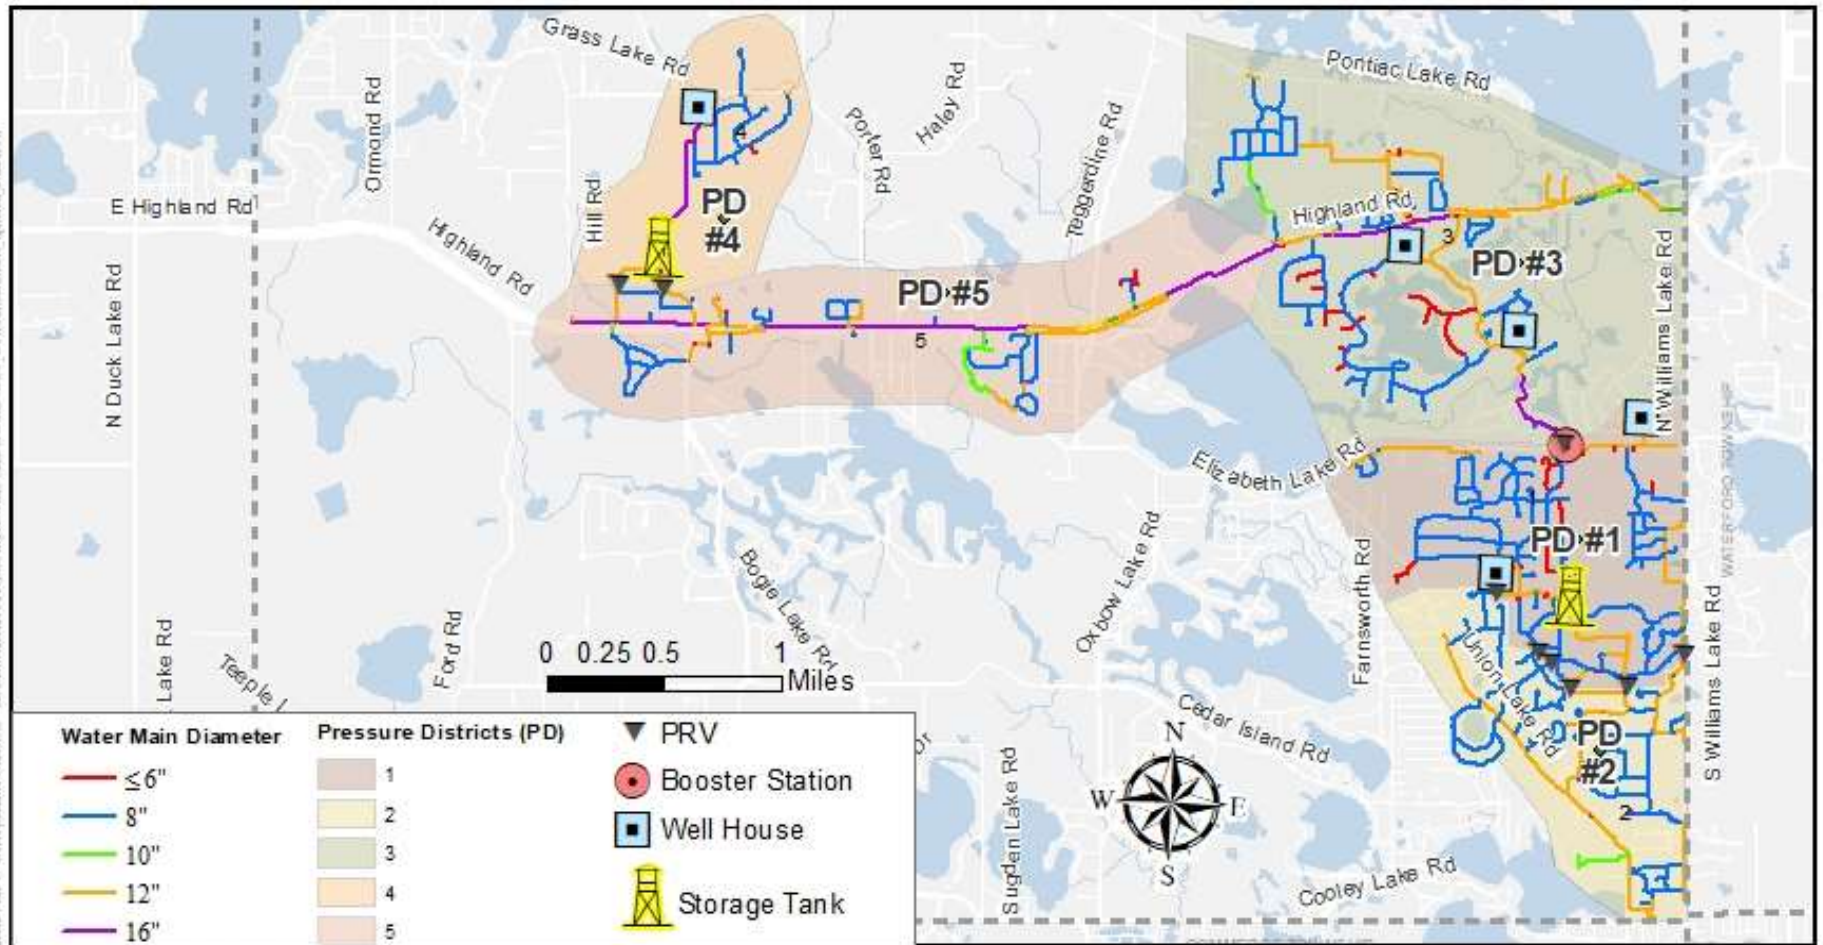 Grass Lake Rd
Pontiac Lake Rd
Ormond Rd
Porter Rd
Haley Rd
Teggerdine Rd
4
E Highland Rd
Hill Rd
PD
#4
Highland Rd
Highland Rd
3
PD #3
N Duck Lake Rd
PD #5
5
N Williams Lake Rd
WATERFORD TOWNSHIP
Elizabeth Lake Rd
PD #1
Bogie Lake Rd
Oxbow Lake Rd
Farnsworth Rd
Ford Rd
Lake Rd
Teeple L
0 0.25 0.5 1
Miles
Union Lake Rd
S Williams Lake Rd
Cedar Island Rd
PD
#2
2
Sugden Lake Rd
Cooley Lake Rd
N
W E
S
Water Main Diameter
≤6"
8"
10"
12"
16"
Pressure Districts (PD)
1
2
3
4
5
PRV
Booster Station
Well House
Storage Tank